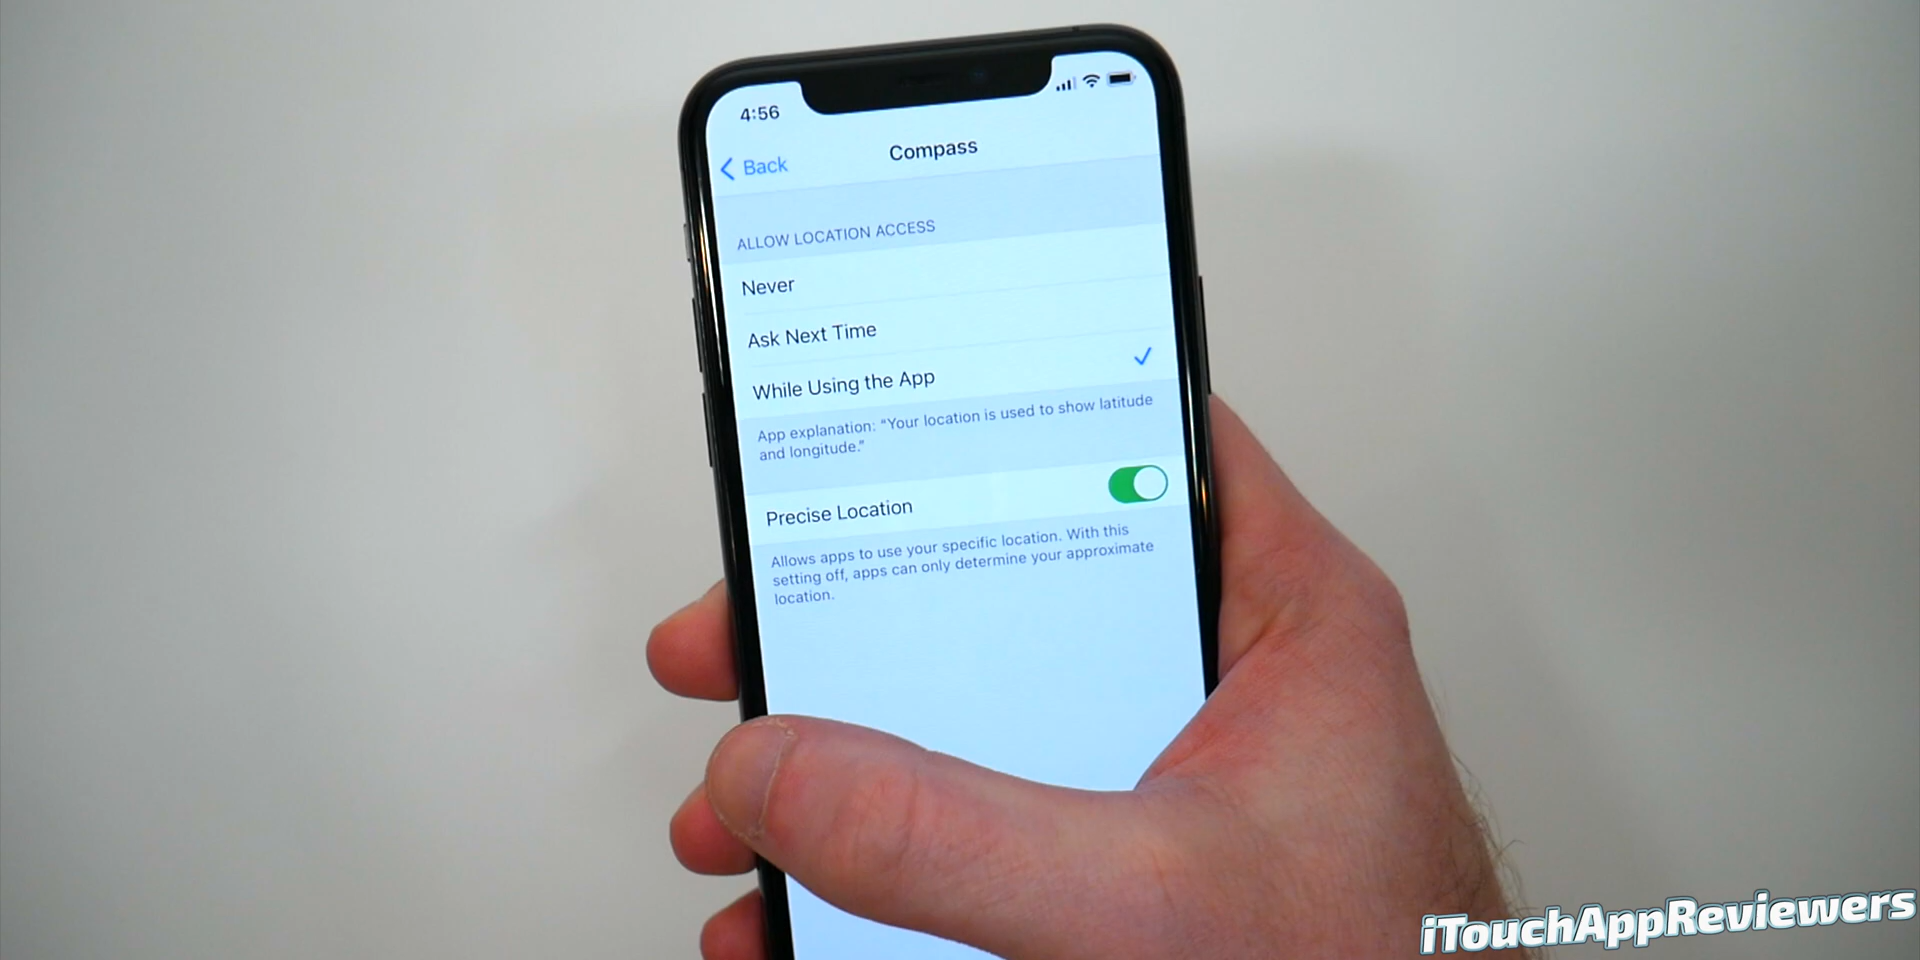 4:56
Back
Compass
ALLOW LOCATION ACCESS
Never
Ask Next Time
While Using the App
App explanation: “Your location is used to show latitude
and longitude.”
Precise Location
Allows apps to use your specific location. With this
setting off, apps can only determine your approximate
location.
iTouchAppReviewers